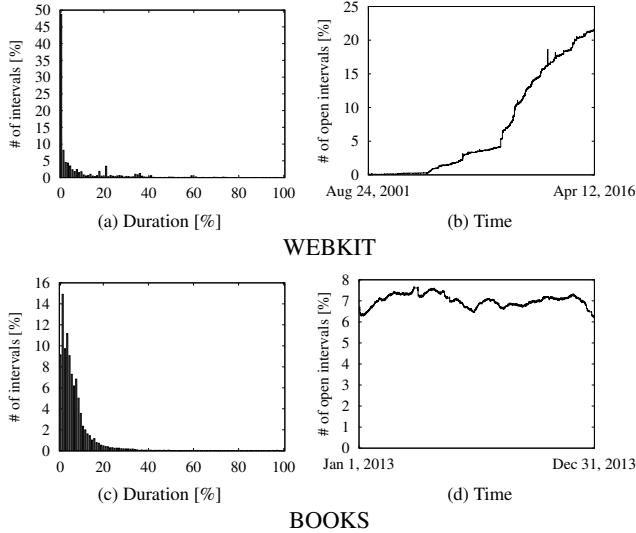 # of intervals [%]
50
45
40
35
30
25
20
15
10
5
0
0 20 40 60 80 100
(a) Duration [%]
# of open intervals [%]
25
20
15
10
5
0
Aug 24, 2001 Apr 12, 2016
(b) Time
WEBKIT
# of intervals [%]
16
14
12
10
8
6
4
2
0
0 20 40 60 80 100
(c) Duration [%]
# of open intervals [%]
8
7
6
5
4
3
2
1
0
Jan 1, 2013 Dec 31, 2013
(d) Time
BOOKS